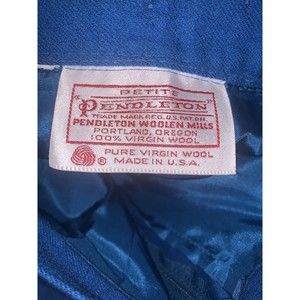 PETITE
"PENDLETON"
TRADE MARK REG. U.S. PAT. OFF.
PENDLETON WOOLEN MILLS
PORTLAND, OREGON
100% VIRGIN WOOL
PURE VIRGIN WOOL
® MADE IN U.S.A.